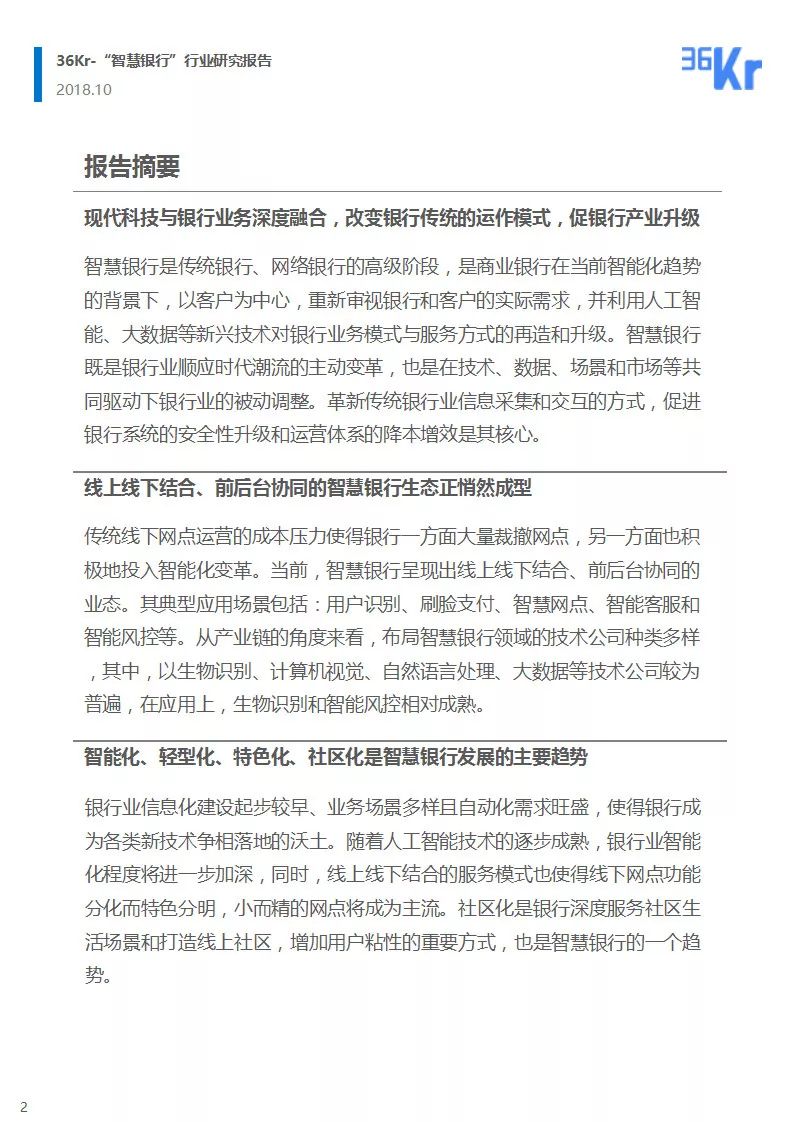 36Kr-“智慧银行”行业研究报告
2018.10
36Kr
报告摘要
现代科技与银行业务深度融合，改变银行传统的运作模式，促银行产业升级
智慧银行是传统银行、网络银行的高级阶段，是商业银行在当前智能化趋势
的背景下，以客户为中心，重新审视银行和客户的实际需求，并利用人工智
能、大数据等新兴技术对银行业务模式与服务方式的再造和升级。智慧银行
既是银行业顺应时代潮流的主动变革，也是在技术、数据、场景和市场等共
同驱动下银行业的被动调整。革新传统银行业信息采集和交互的方式，促进
银行系统的安全性升级和运营体系的降本增效是其核心。
线上线下结合、前后台协同的智慧银行生态正悄然成型
传统线下网点运营的成本压力使得银行一方面大量裁撤网点，另一方面也积
极地投入智能化变革。当前，智慧银行呈现出线上线下结合、前后台协同的
业态。其典型应用场景包括：用户识别、刷脸支付、智慧网点、智能客服和
智能风控等。从产业链的角度来看，布局智慧银行领域的技术公司种类多样
，其中，以生物识别、计算机视觉、自然语言处理、大数据等技术公司较为
普遍，在应用上，生物识别和智能风控相对成熟。
智能化、轻型化、特色化、社区化是智慧银行发展的主要趋势
银行业信息化建设起步较早、业务场景多样且自动化需求旺盛，使得银行成
为各类新技术争相落地的沃土。随着人工智能技术的逐步成熟，银行业智能
化程度将进一步加深，同时，线上线下结合的服务模式也使得线下网点功能
分化而特色分明，小而精的网点将成为主流。社区化是银行深度服务社区生
活场景和打造线上社区，增加用户粘性的重要方式，也是智慧银行的一个趋
势。
2